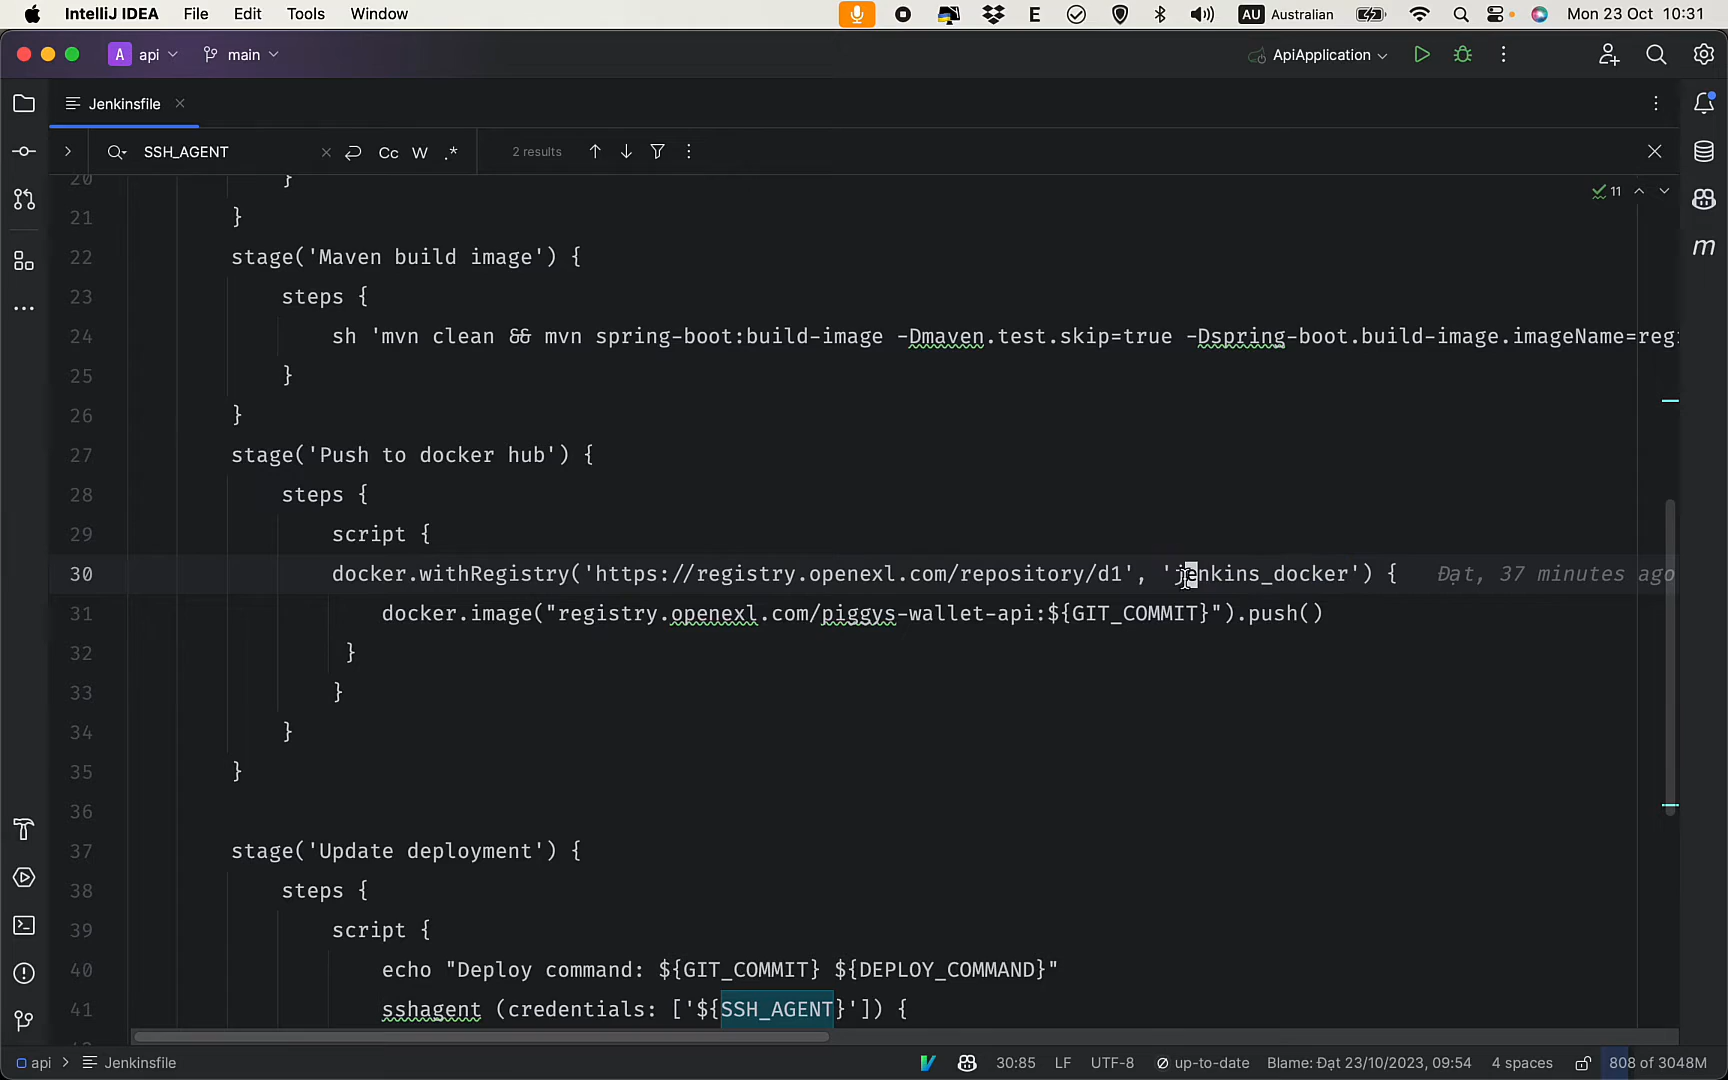 IntelliJ IDEA File Edit Tools Window E AU Australian Mon 23 Oct 10:31
A api main ApiApplication
Jenkinsfile
SSH_AGENT Cc W .* 2 results
20 }
11
21 }
22 stage('Maven build image') {
23 steps {
24 sh 'mvn clean && mvn spring-boot:build-image -Dmaven.test.skip=true -Dspring-boot.build-image.imageName=reg
25 }
26 }
27 stage('Push to docker hub') {
28 steps {
29 script {
30 docker.withRegistry('https://registry.openexl.com/repository/d1', 'jenkins_docker') { Đạt, 37 minutes ago
31 docker.image("registry.openexl.com/piggys-wallet-api:${GIT_COMMIT}").push()
32 }
33 }
34 }
35 }
36
37 stage('Update deployment') {
38 steps {
39 script {
40 echo "Deploy command: ${GIT_COMMIT} ${DEPLOY_COMMAND}"
41 sshagent (credentials: ['${SSH_AGENT}']) {
api > Jenkinsfile 30:85 LF UTF-8 up-to-date Blame: Đạt 23/10/2023, 09:54 4 spaces 808 of 3048M